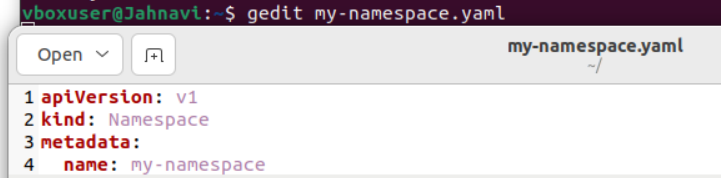 vboxuser@Jahnavi:~$ gedit my-namespace.yaml
Open
my-namespace.yaml
~/
1 apiVersion: v1
2 kind: Namespace
3 metadata:
4   name: my-namespace